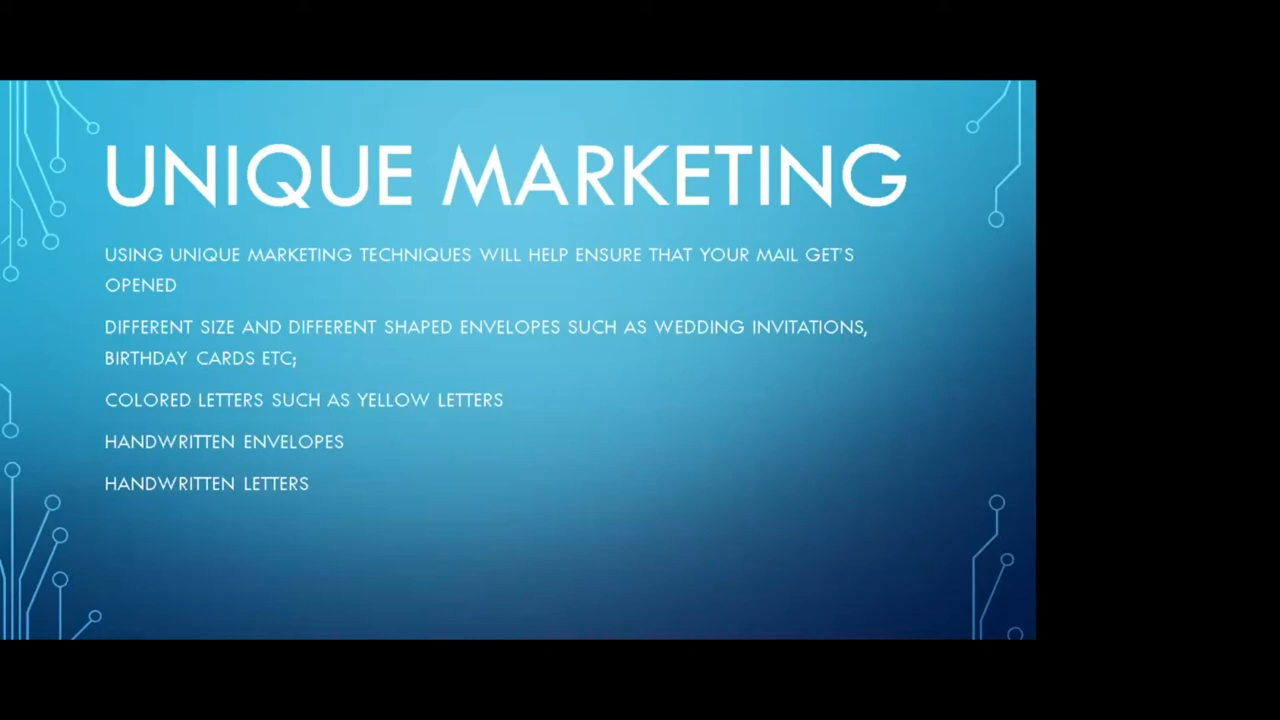 UNIQUE MARKETING
USING UNIQUE MARKETING TECHNIQUES WILL HELP ENSURE THAT YOUR MAIL GET'S
OPENED
DIFFERENT SIZE AND DIFFERENT SHAPED ENVELOPES SUCH AS WEDDING INVITATIONS,
BIRTHDAY CARDS ETC;
COLORED LETTERS SUCH AS YELLOW LETTERS
HANDWRITTEN ENVELOPES
HANDWRITTEN LETTERS